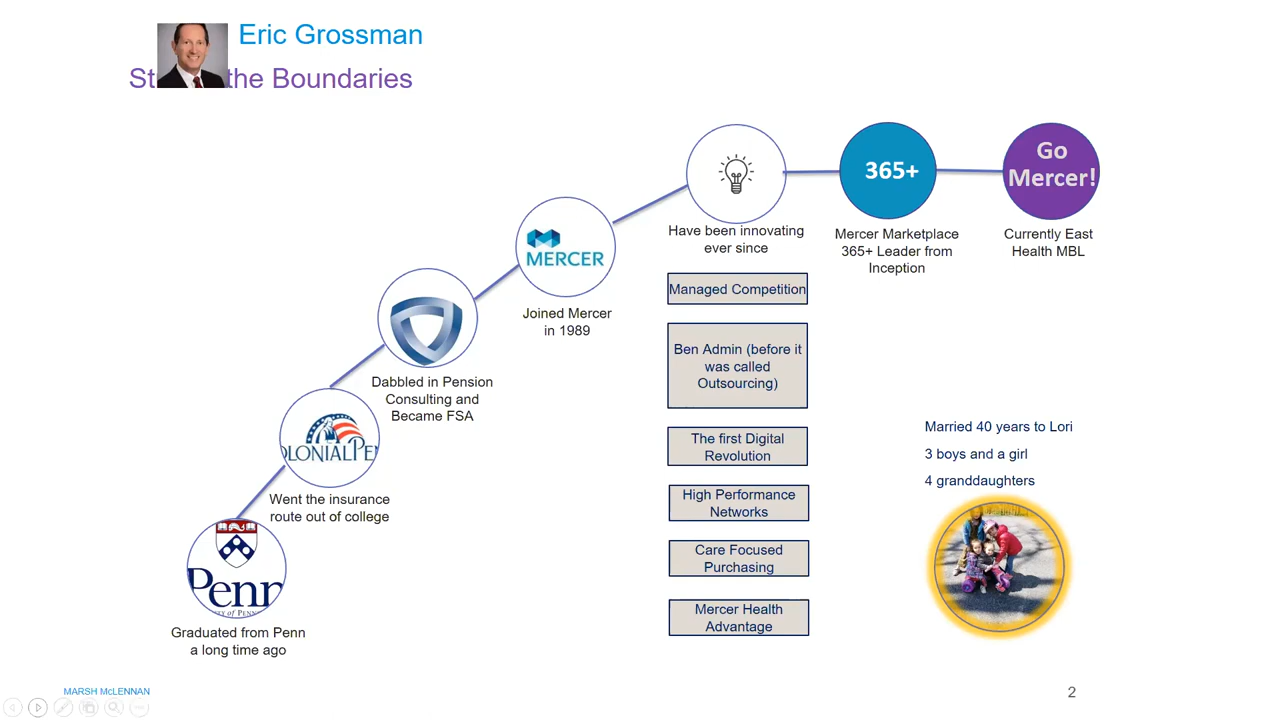 Eric Grossman
the Boundaries
Go
Mercer!
365+
MERCER
Have been innovating
ever since
Mercer Marketplace
365+ Leader from
Inception
Currently East
Health MBL
Managed Competition
Joined Mercer
in 1989
Ben Admin (before it
was called
Outsourcing)
Dabbled in Pension
Consulting and
Became FSA
The first Digital
Revolution
High Performance
Networks
Care Focused
Purchasing
Mercer Health
Advantage
OLONIALPE
Went the insurance
route out of college
Penn
Graduated from Penn
a long time ago
Married 40 years to Lori
3 boys and a girl
4 granddaughters
MARSH McLENNAN
2